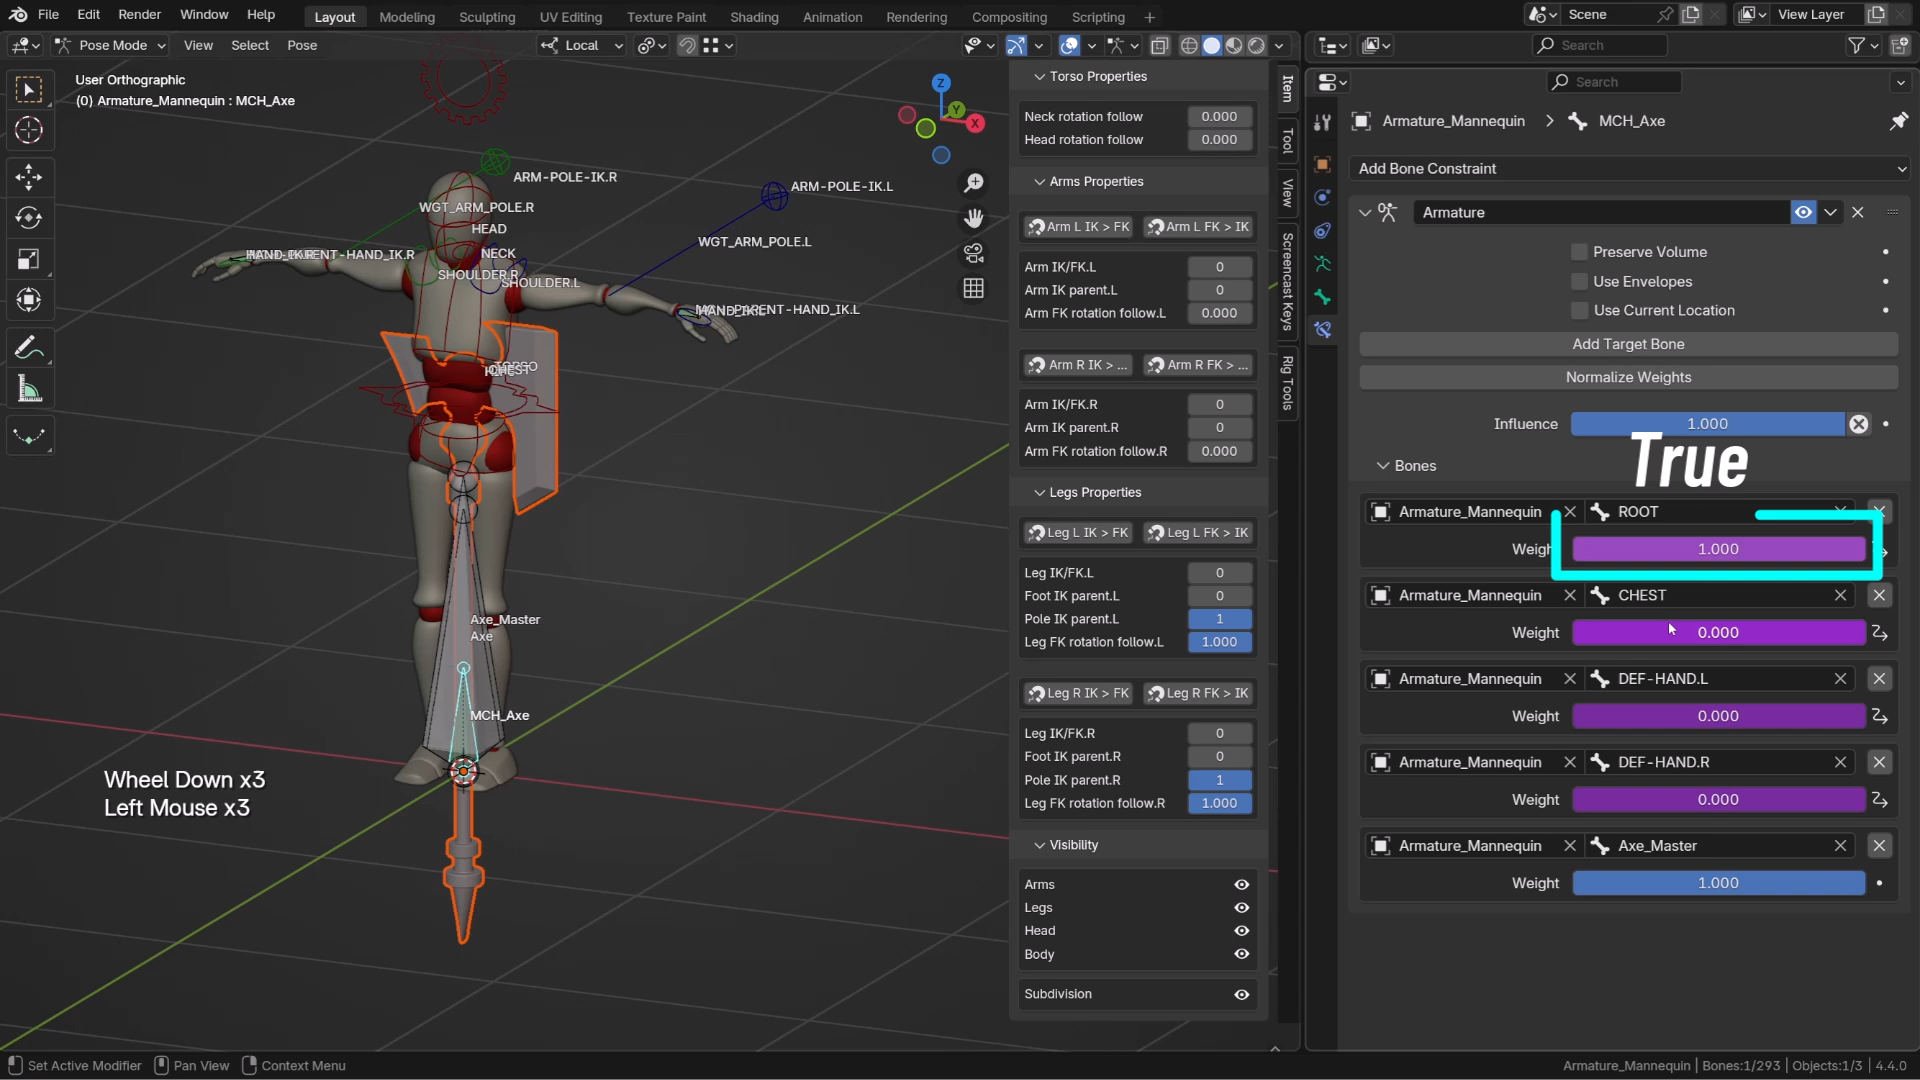 File Edit Render Window Help Layout Modeling Sculpting UV Editing Texture Paint Shading Animation Rendering Compositing Scripting + Scene View Layer
Pose Mode View Select Pose Local Search
User Orthographic
(0) Armature_Mannequin : MCH_Axe
Z
Y
X
ARM-POLE-IK.R
ARM-POLE-IK.L
WGT_ARM_POLE.R
HEAD
WGT_ARM_POLE.L
NECK
SHOULDER.R
SHOULDER.L
TORSO
CHEST
Axe_Master
Axe
MCH_Axe
Wheel Down x3
Left Mouse x3
Torso Properties
Neck rotation follow 0.000
Head rotation follow 0.000
Arms Properties
Arm L IK > FK Arm L FK > IK
Arm IK/FK.L 0
Arm IK parent.L 0
Arm FK rotation follow.L 0.000
Arm R IK > ... Arm R FK > ...
Arm IK/FK.R 0
Arm IK parent.R 0
Arm FK rotation follow.R 0.000
Legs Properties
Leg L IK > FK Leg L FK > IK
Leg IK/FK.L 0
Foot IK parent.L 0
Pole IK parent.L 1
Leg FK rotation follow.L 1.000
Leg R IK > FK Leg R FK > IK
Leg IK/FK.R 0
Foot IK parent.R 0
Pole IK parent.R 1
Leg FK rotation follow.R 1.000
Visibility
Arms
Legs
Head
Body
Subdivision
Item
Tool
View
Screencast Keys
Rig Tools
Search
Armature_Mannequin > MCH_Axe
Add Bone Constraint
Armature
Preserve Volume
Use Envelopes
Use Current Location
Add Target Bone
Normalize Weights
Influence 1.000
True
Bones
Armature_Mannequin ROOT
Weight 1.000
Armature_Mannequin CHEST
Weight 0.000
Armature_Mannequin DEF-HAND.L
Weight 0.000
Armature_Mannequin DEF-HAND.R
Weight 0.000
Armature_Mannequin Axe_Master
Weight 1.000
Set Active Modifier Pan View Context Menu Armature_Mannequin | Bones:1/293 | Objects:1/3 | 4.4.0